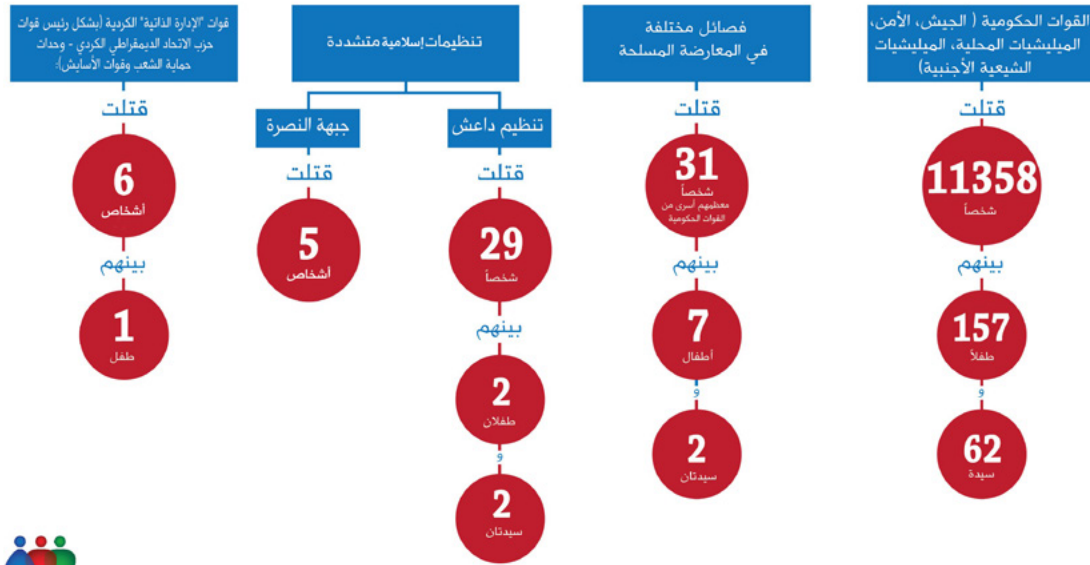 القوات الحكومية ( الجيش، الأمن،
الميليشيات المحلية، الميليشيات
الشيعية الأجنبية)
قتلت
11358
شخصاً
بينهم
157
طفلاً
و
62
سيدة
فصائل مختلفة
في المعارضة المسلحة
قتلت
31
شخصاً
معظمهم أسرى من
القوات الحكومية
بينهم
7
أطفال
و
2
سيدتان
تنظيمات إسلامية متشددة
تنظيم داعش
قتلت
29
شخصاً
بينهم
2
طفلان
و
2
سيدتان
جبهة النصرة
قتلت
5
أشخاص
قوات "الإدارة الذاتية" الكردية (بشكل رئيس قوات
حزب الاتحاد الديمقراطي الكردي - وحدات
حماية الشعب وقوات الأسايش):
قتلت
6
أشخاص
بينهم
1
طفل